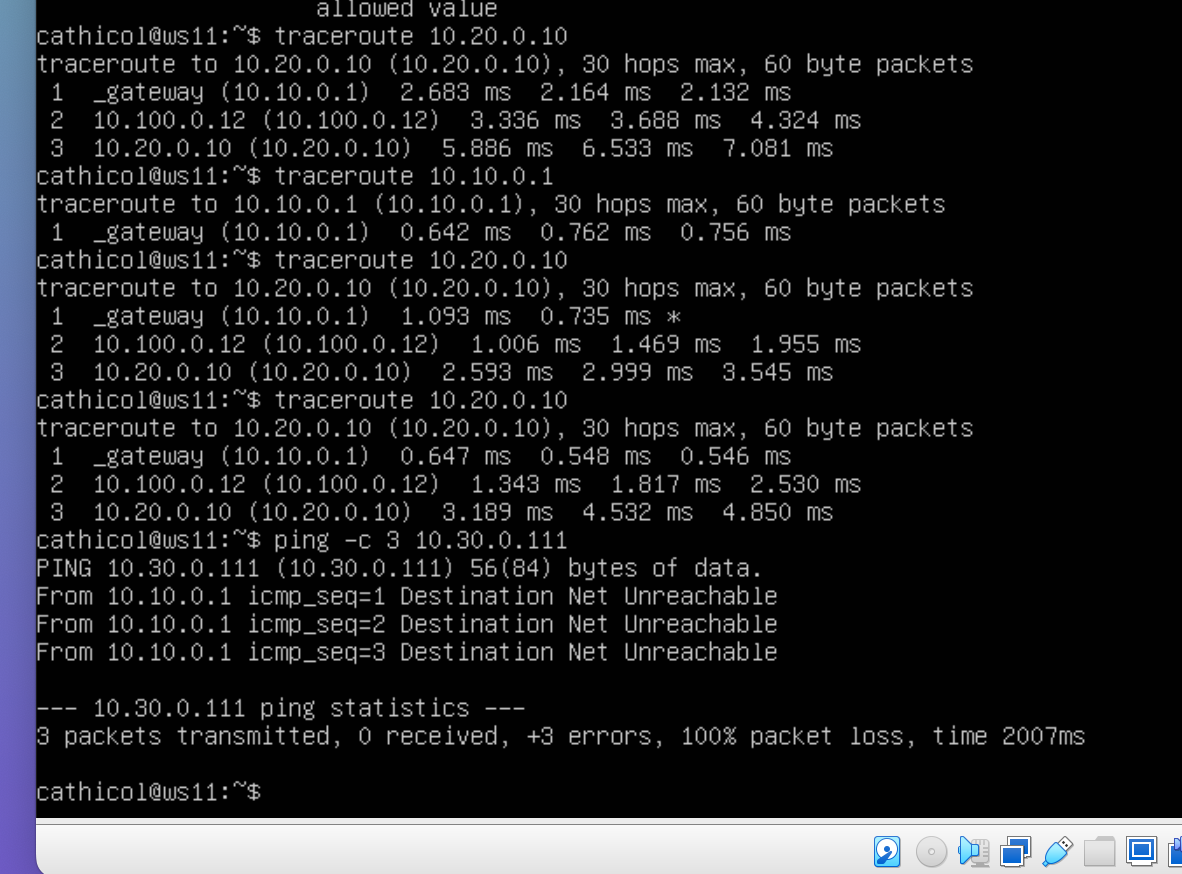 allowed value
cathicol@ws11:~$ traceroute 10.20.0.10
traceroute to 10.20.0.10 (10.20.0.10), 30 hops max, 60 byte packets
 1  _gateway (10.10.0.1)  2.683 ms  2.164 ms  2.132 ms
 2  10.100.0.12 (10.100.0.12)  3.336 ms  3.688 ms  4.324 ms
 3  10.20.0.10 (10.20.0.10)  5.886 ms  6.533 ms  7.081 ms
cathicol@ws11:~$ traceroute 10.10.0.1
traceroute to 10.10.0.1 (10.10.0.1), 30 hops max, 60 byte packets
 1  _gateway (10.10.0.1)  0.642 ms  0.762 ms  0.756 ms
cathicol@ws11:~$ traceroute 10.20.0.10
traceroute to 10.20.0.10 (10.20.0.10), 30 hops max, 60 byte packets
 1  _gateway (10.10.0.1)  1.093 ms  0.735 ms *
 2  10.100.0.12 (10.100.0.12)  1.006 ms  1.469 ms  1.955 ms
 3  10.20.0.10 (10.20.0.10)  2.593 ms  2.999 ms  3.545 ms
cathicol@ws11:~$ traceroute 10.20.0.10
traceroute to 10.20.0.10 (10.20.0.10), 30 hops max, 60 byte packets
 1  _gateway (10.10.0.1)  0.647 ms  0.548 ms  0.546 ms
 2  10.100.0.12 (10.100.0.12)  1.343 ms  1.817 ms  2.530 ms
 3  10.20.0.10 (10.20.0.10)  3.189 ms  4.532 ms  4.850 ms
cathicol@ws11:~$ ping -c 3 10.30.0.111
PING 10.30.0.111 (10.30.0.111) 56(84) bytes of data.
From 10.10.0.1 icmp_seq=1 Destination Net Unreachable
From 10.10.0.1 icmp_seq=2 Destination Net Unreachable
From 10.10.0.1 icmp_seq=3 Destination Net Unreachable
--- 10.30.0.111 ping statistics ---
3 packets transmitted, 0 received, +3 errors, 100% packet loss, time 2007ms
cathicol@ws11:~$